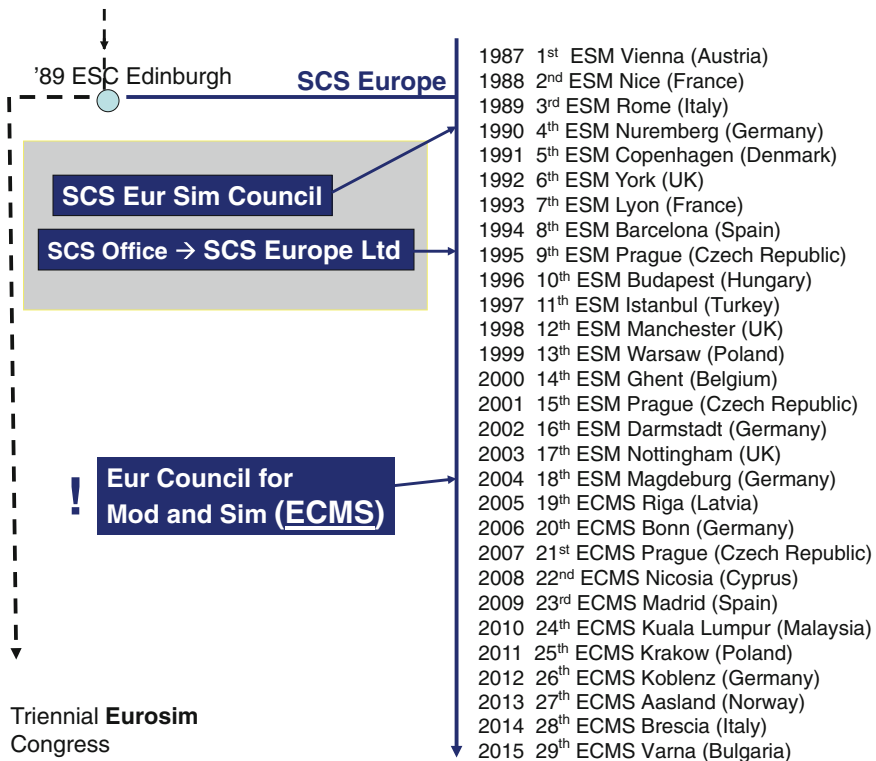 '89 ESC Edinburgh
SCS Europe
SCS Eur Sim Council
SCS Office → SCS Europe Ltd
! Eur Council for
Mod and Sim (ECMS)
Triennial Eurosim
Congress
1987 1st ESM Vienna (Austria)
1988 2nd ESM Nice (France)
1989 3rd ESM Rome (Italy)
1990 4th ESM Nuremberg (Germany)
1991 5th ESM Copenhagen (Denmark)
1992 6th ESM York (UK)
1993 7th ESM Lyon (France)
1994 8th ESM Barcelona (Spain)
1995 9th ESM Prague (Czech Republic)
1996 10th ESM Budapest (Hungary)
1997 11th ESM Istanbul (Turkey)
1998 12th ESM Manchester (UK)
1999 13th ESM Warsaw (Poland)
2000 14th ESM Ghent (Belgium)
2001 15th ESM Prague (Czech Republic)
2002 16th ESM Darmstadt (Germany)
2003 17th ESM Nottingham (UK)
2004 18th ESM Magdeburg (Germany)
2005 19th ECMS Riga (Latvia)
2006 20th ECMS Bonn (Germany)
2007 21st ECMS Prague (Czech Republic)
2008 22nd ECMS Nicosia (Cyprus)
2009 23rd ECMS Madrid (Spain)
2010 24th ECMS Kuala Lumpur (Malaysia)
2011 25th ECMS Krakow (Poland)
2012 26th ECMS Koblenz (Germany)
2013 27th ECMS Aasland (Norway)
2014 28th ECMS Brescia (Italy)
2015 29th ECMS Varna (Bulgaria)